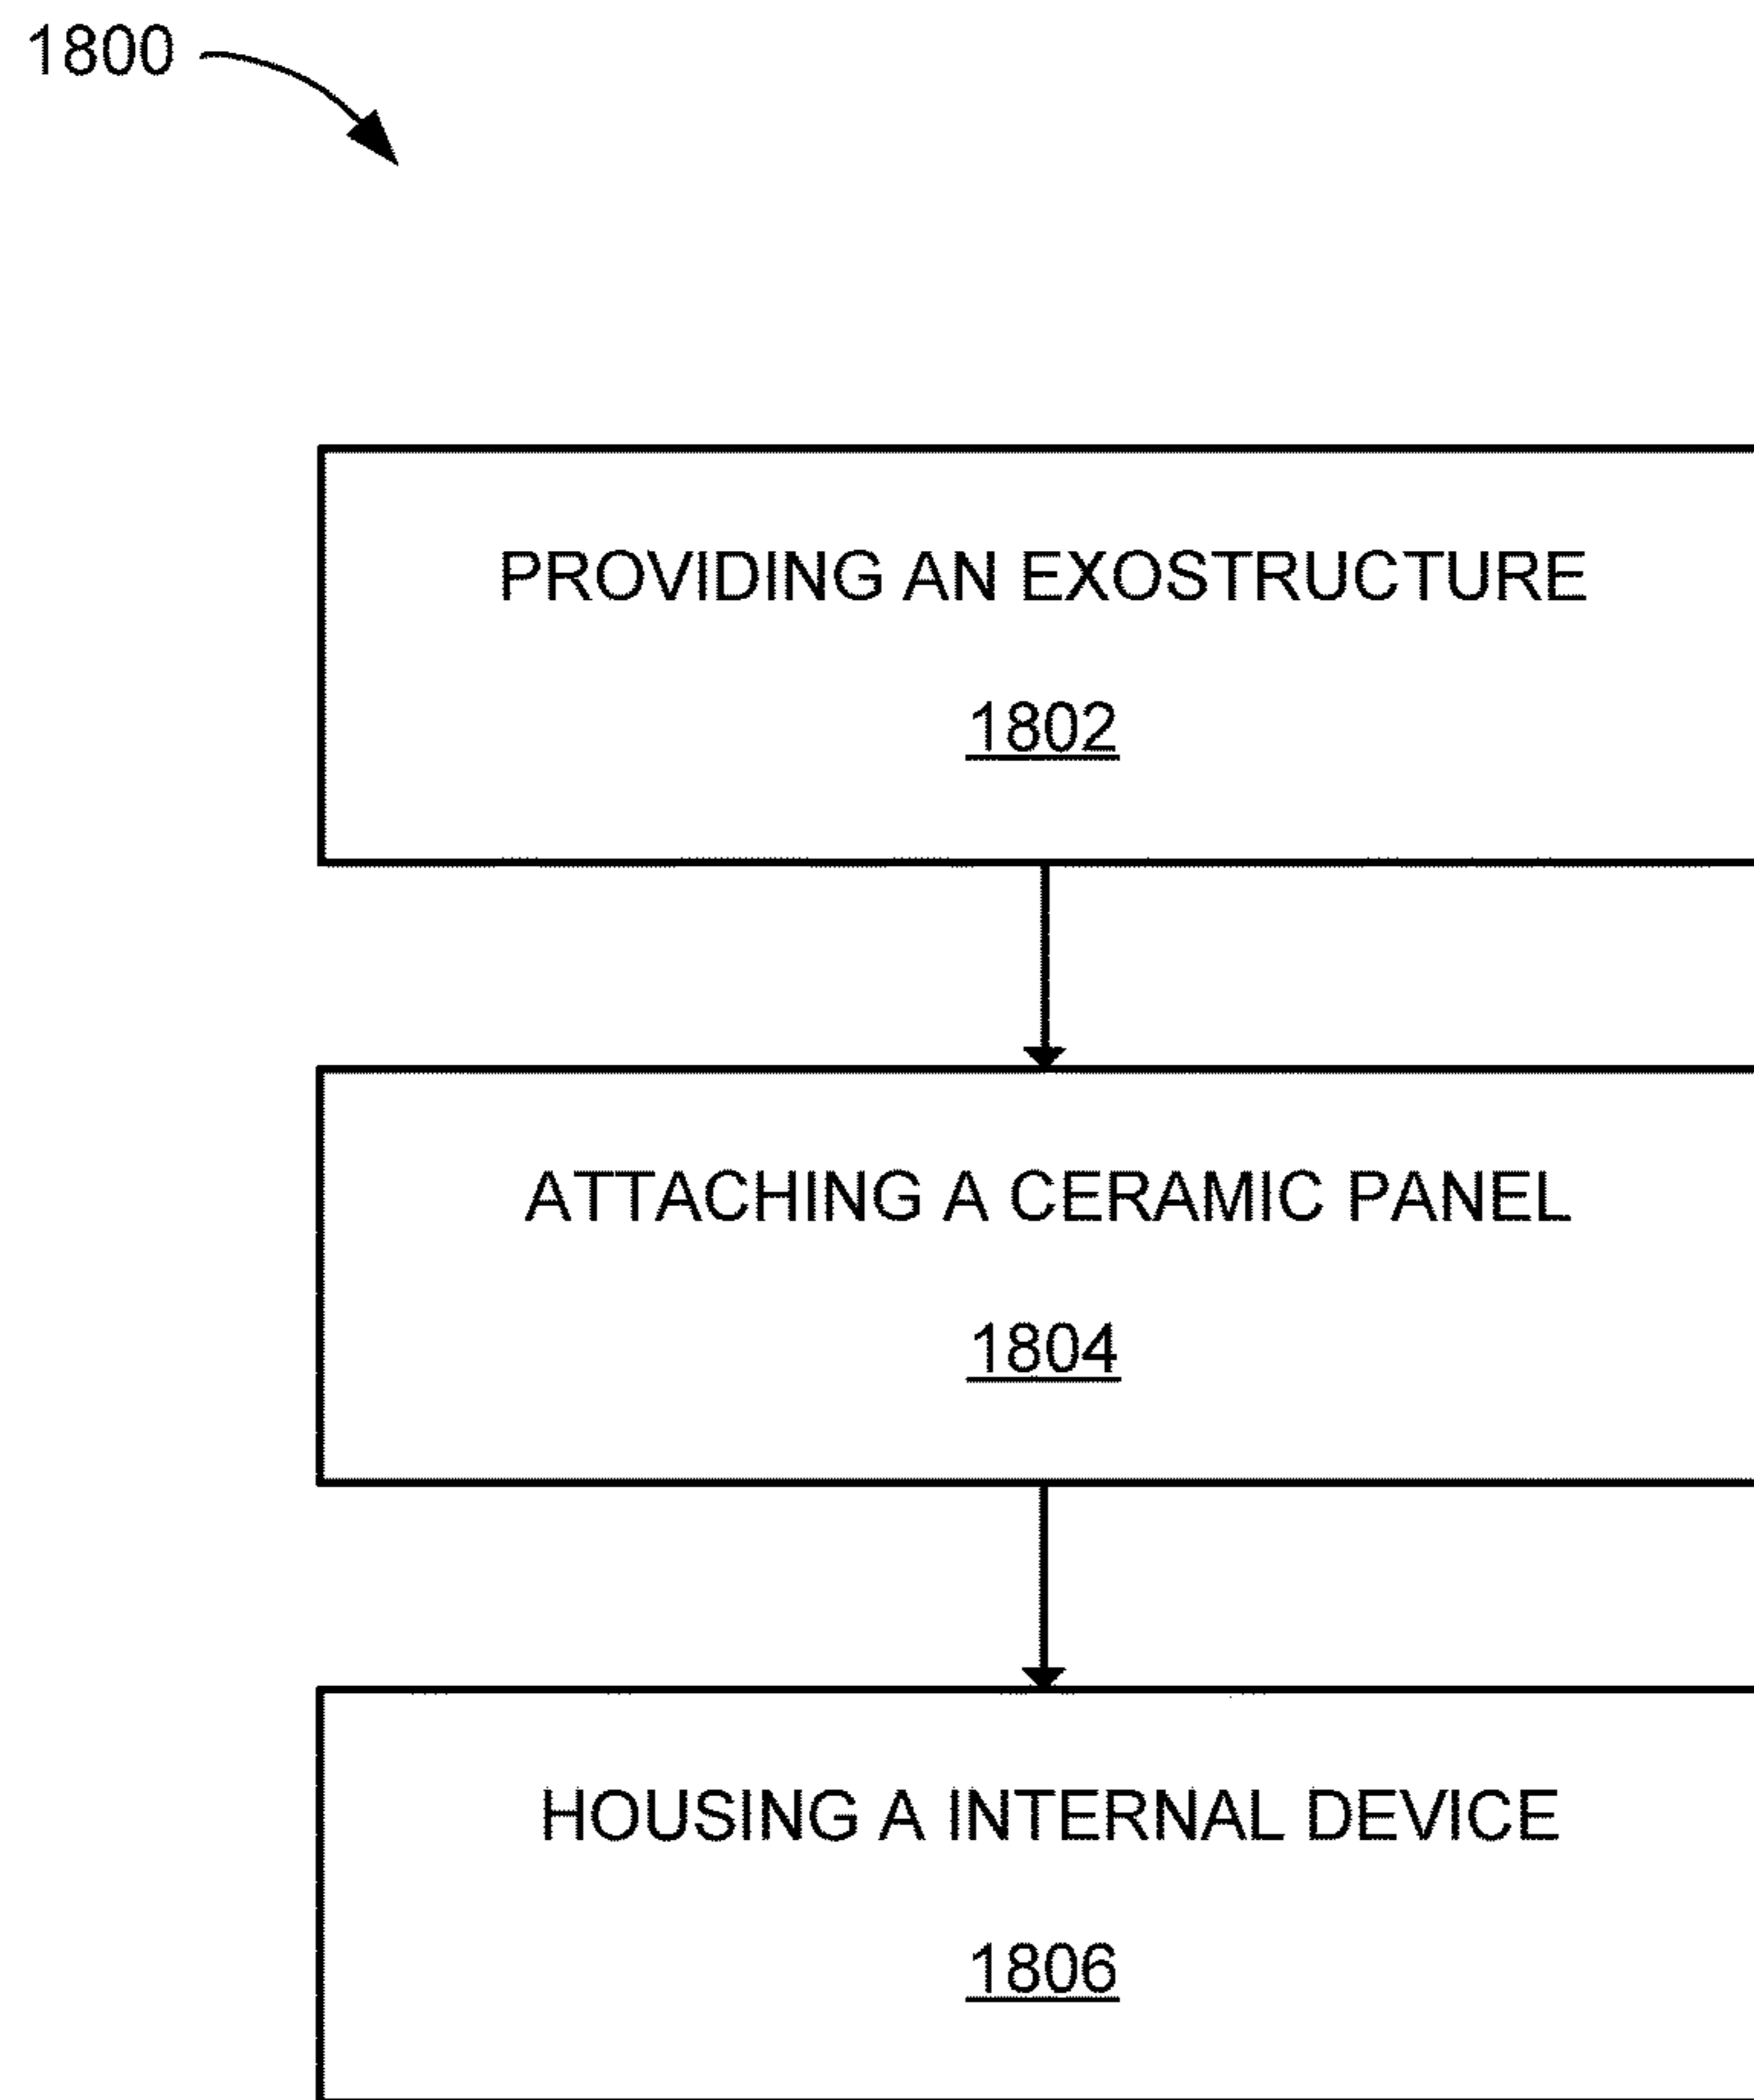 1800
PROVIDING AN EXOSTRUCTURE
1802
ATTACHING A CERAMIC PANEL
1804
HOUSING A INTERNAL DEVICE
1806